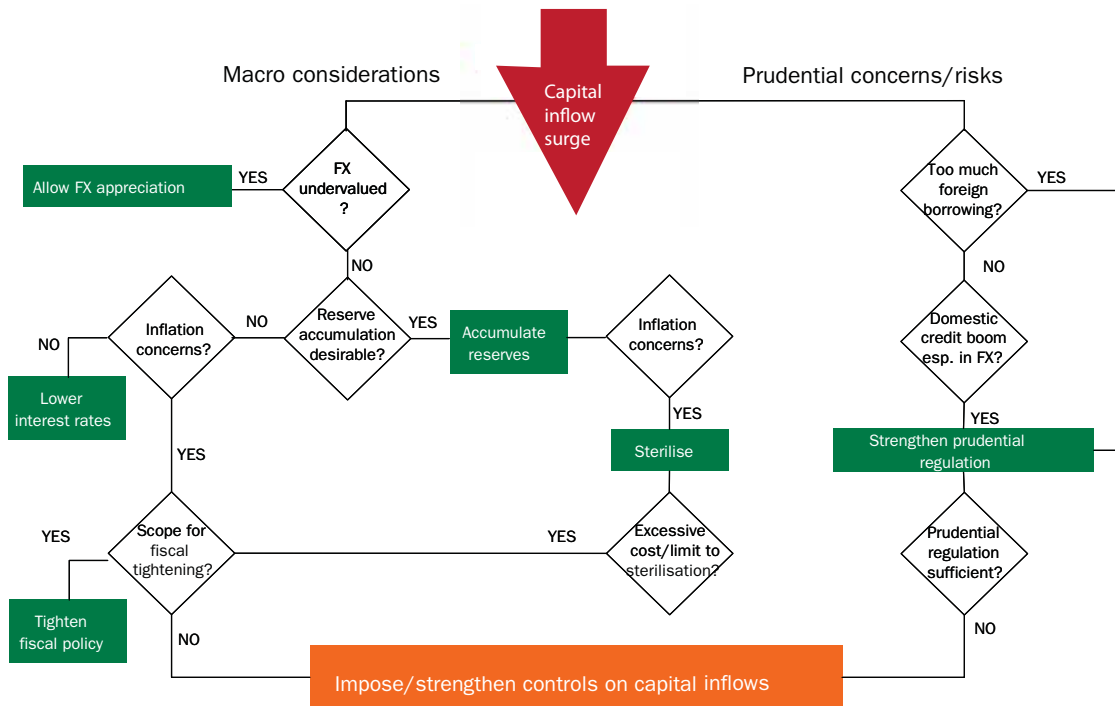 Macro considerations
Prudential concerns/risks
Capital
inflow
surge
Allow FX appreciation
YES
FX
undervalued
?
Too much
foreign
borrowing?
YES
NO
NO
Inflation
concerns?
NO
Reserve
accumulation
desirable?
YES
Accumulate
reserves
Inflation
concerns?
Domestic
credit boom
esp. in FX?
NO
Lower
interest rates
YES
YES
YES
Sterilise
Strengthen prudential
regulation
YES
Scope for
fiscal
tightening?
YES
Excessive
cost/limit to
sterilisation?
Prudential
regulation
sufficient?
Tighten
fiscal policy
NO
NO
Impose/strengthen controls on capital inflows